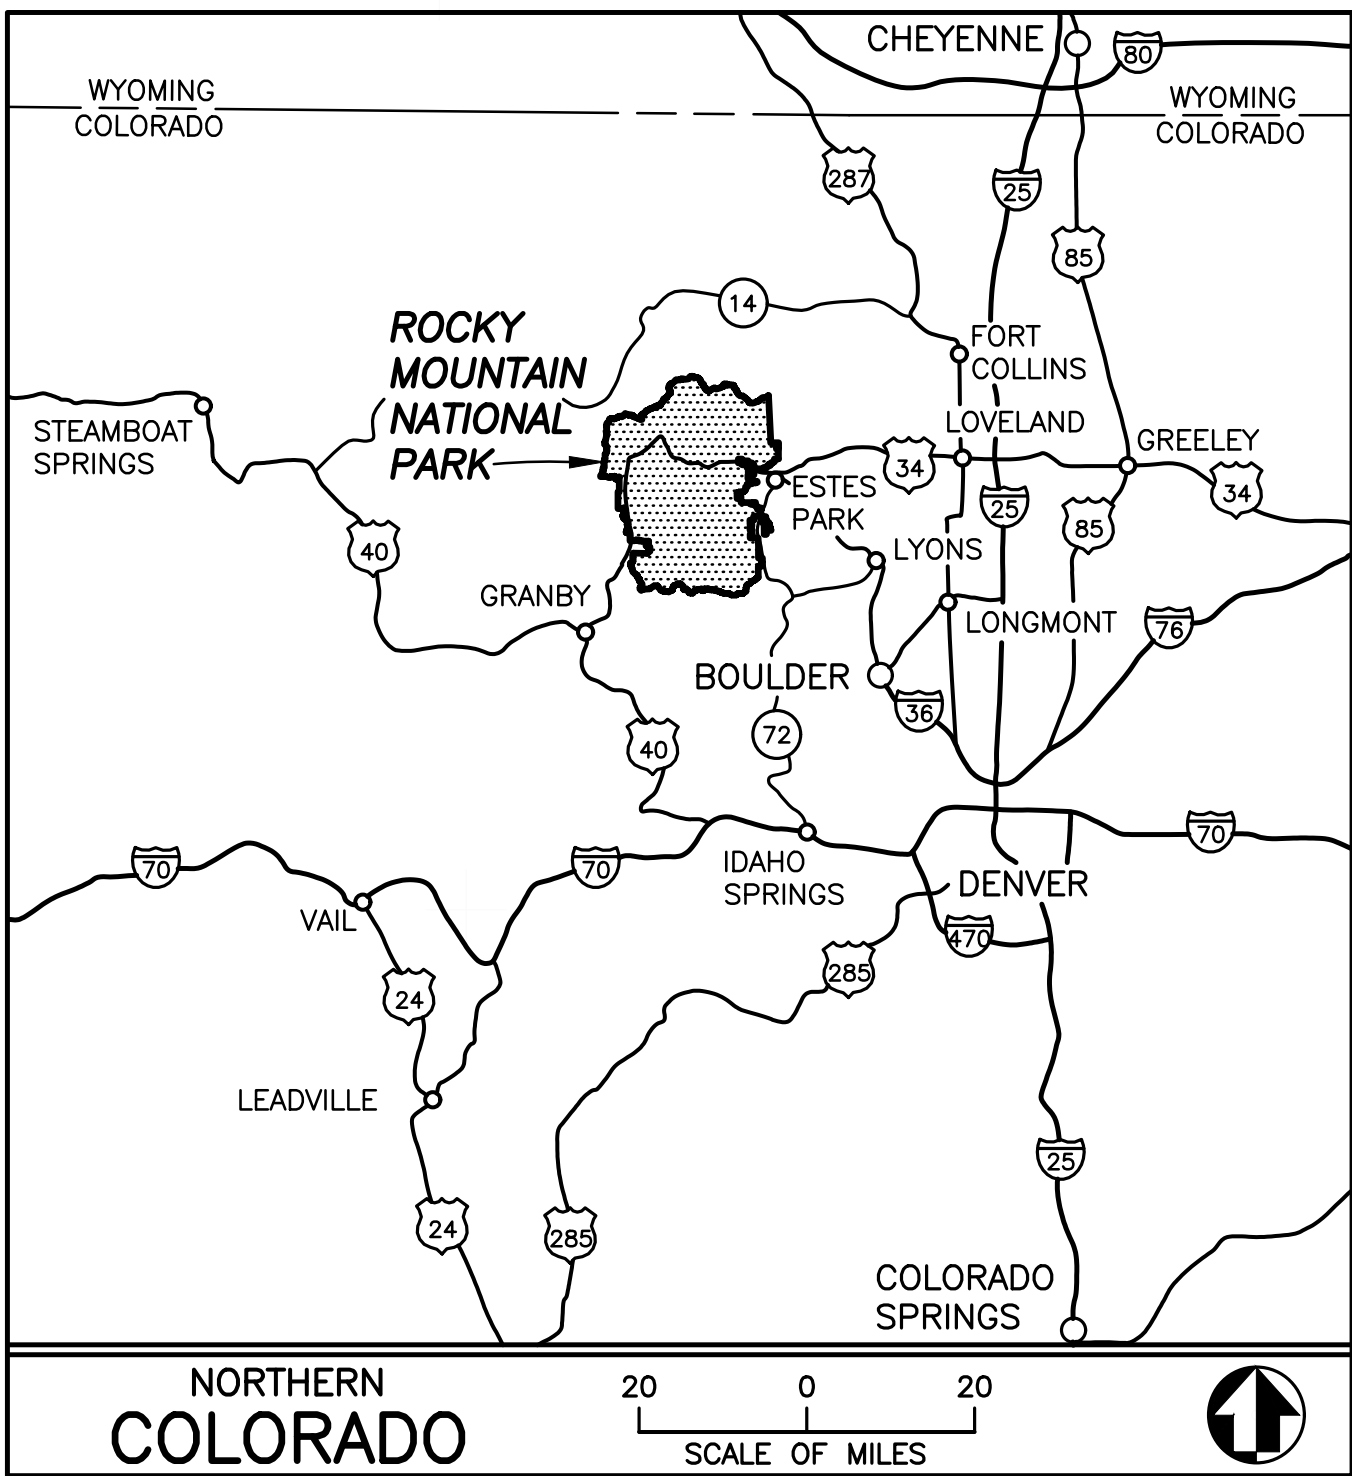 CHEYENNE
80
WYOMING
COLORADO
WYOMING
COLORADO
287
25
85
14
ROCKY
MOUNTAIN
NATIONAL
PARK
FORT
COLLINS
STEAMBOAT
SPRINGS
LOVELAND
GREELEY
34
34
ESTES
PARK
25
85
40
LYONS
GRANBY
LONGMONT
76
BOULDER
36
72
40
70
70
70
IDAHO
SPRINGS
DENVER
VAIL
470
285
24
LEADVILLE
25
24
285
COLORADO
SPRINGS
NORTHERN
COLORADO
20 0 20
SCALE OF MILES